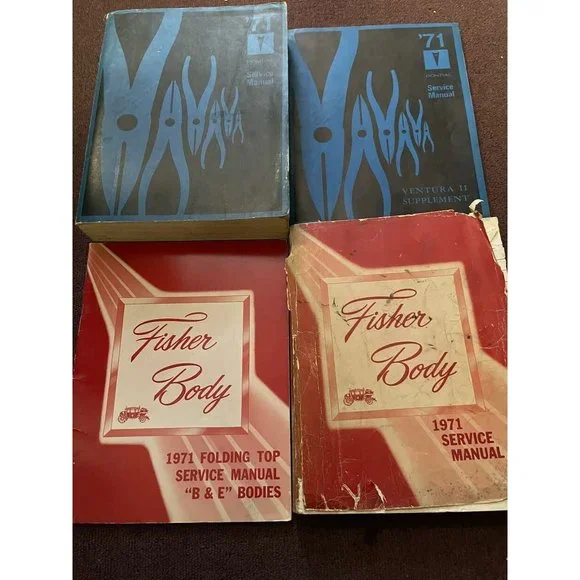 '71
PONTIAC
Service
Manual
'71
PONTIAC
Service
Manual
VENTURA II
SUPPLEMENT
Fisher
Body
1971 FOLDING TOP
SERVICE MANUAL
"B & E" BODIES
Fisher
Body
1971
SERVICE
MANUAL